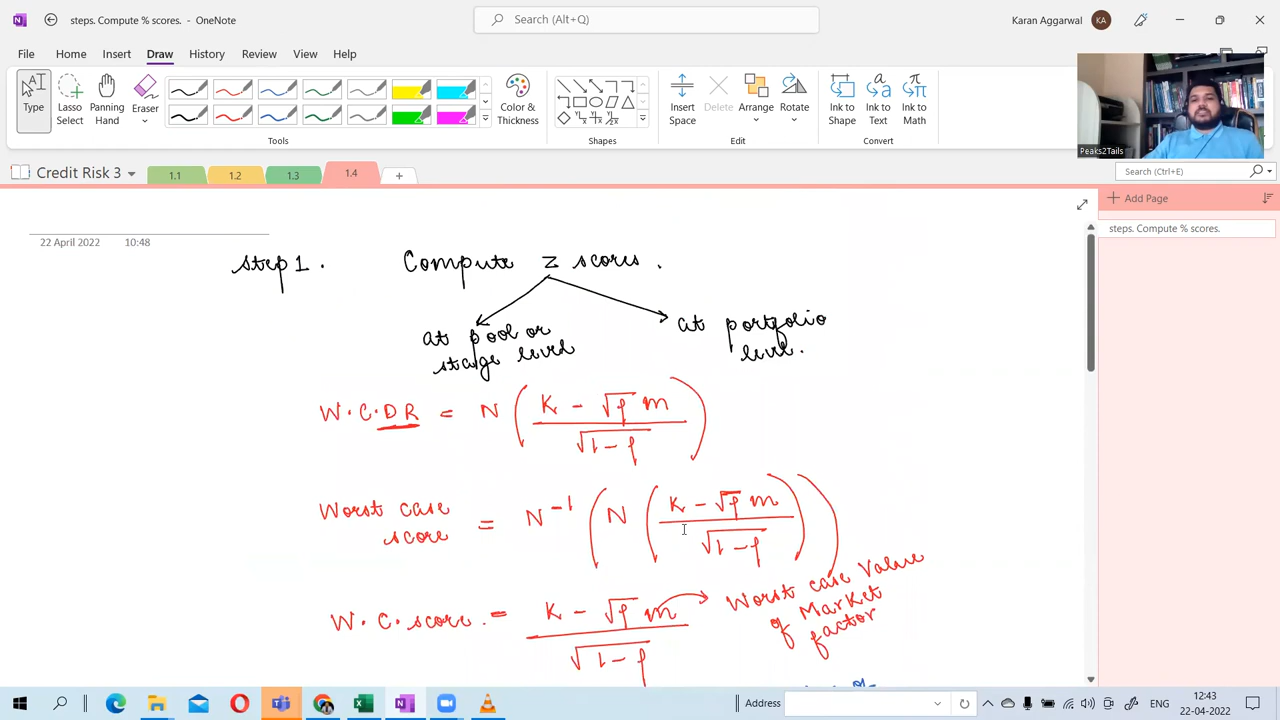 steps. Compute % scores. - OneNote
Search (Alt+Q)
Karan Aggarwal
KA
File Home Insert Draw History Review View Help
Type
Lasso Select
Panning Hand
Eraser
Color & Thickness
Insert Space
Delete
Arrange
Rotate
Ink to Shape
Ink to Text
Ink to Math
Tools
Shapes
Edit
Convert
Peaks2Tails
Credit Risk 3
1.1
1.2
1.3
1.4
Search (Ctrl+E)
Add Page
steps. Compute % scores.
22 April 2022 10:48
step 1. Compute z scores.
at pool or stage level
at portfolio level.
W.C.DR = N ( (K - √ρ m) / √1-ρ )
Worst case score = N⁻¹ ( N ( (K - √ρ m) / √1-ρ ) )
W.C.score. = (K - √ρ m) / √1-ρ
Worst case Value of Market factor
Address
ENG
12:43
22-04-2022